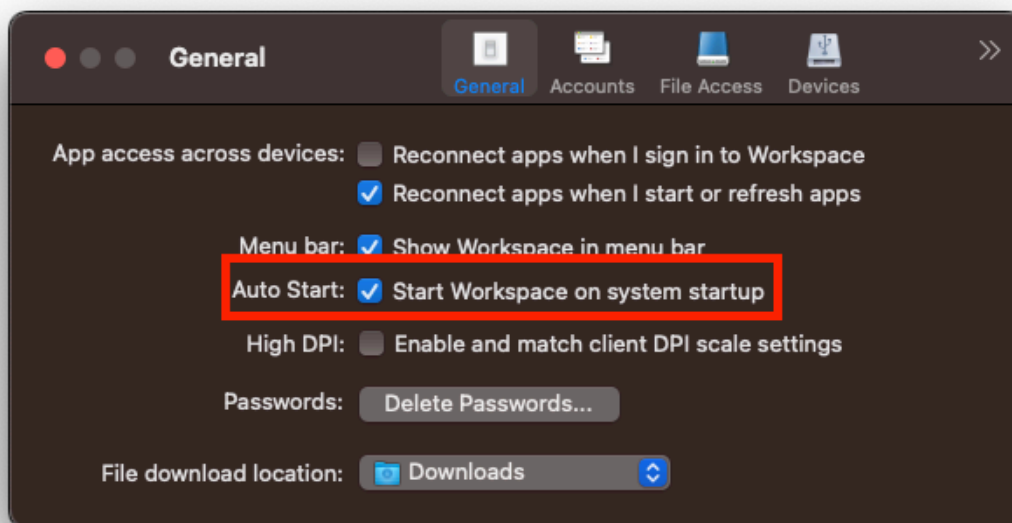 General
General Accounts File Access Devices
App access across devices: Reconnect apps when I sign in to Workspace
Reconnect apps when I start or refresh apps
Menu bar: Show Workspace in menu bar
Auto Start: Start Workspace on system startup
High DPI: Enable and match client DPI scale settings
Passwords: Delete Passwords...
File download location: Downloads